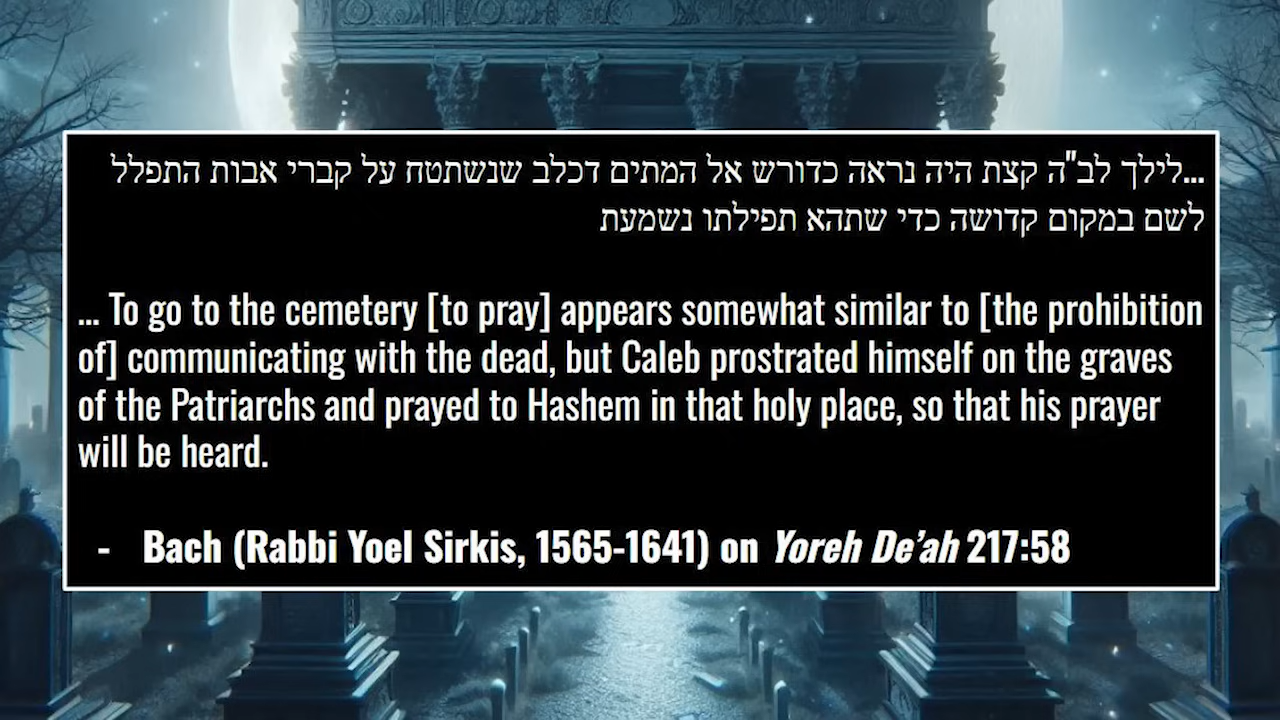 ...לילך לב"ה קצת היה נראה כדורש אל המתים דכלב שנשתטח על קברי אבות התפלל
לשם במקום קדושה כדי שתהא תפילתו נשמעת
... To go to the cemetery [to pray] appears somewhat similar to [the prohibition
of] communicating with the dead, but Caleb prostrated himself on the graves
of the Patriarchs and prayed to Hashem in that holy place, so that his prayer
will be heard.
- Bach (Rabbi Yoel Sirkis, 1565-1641) on Yoreh De'ah 217:58